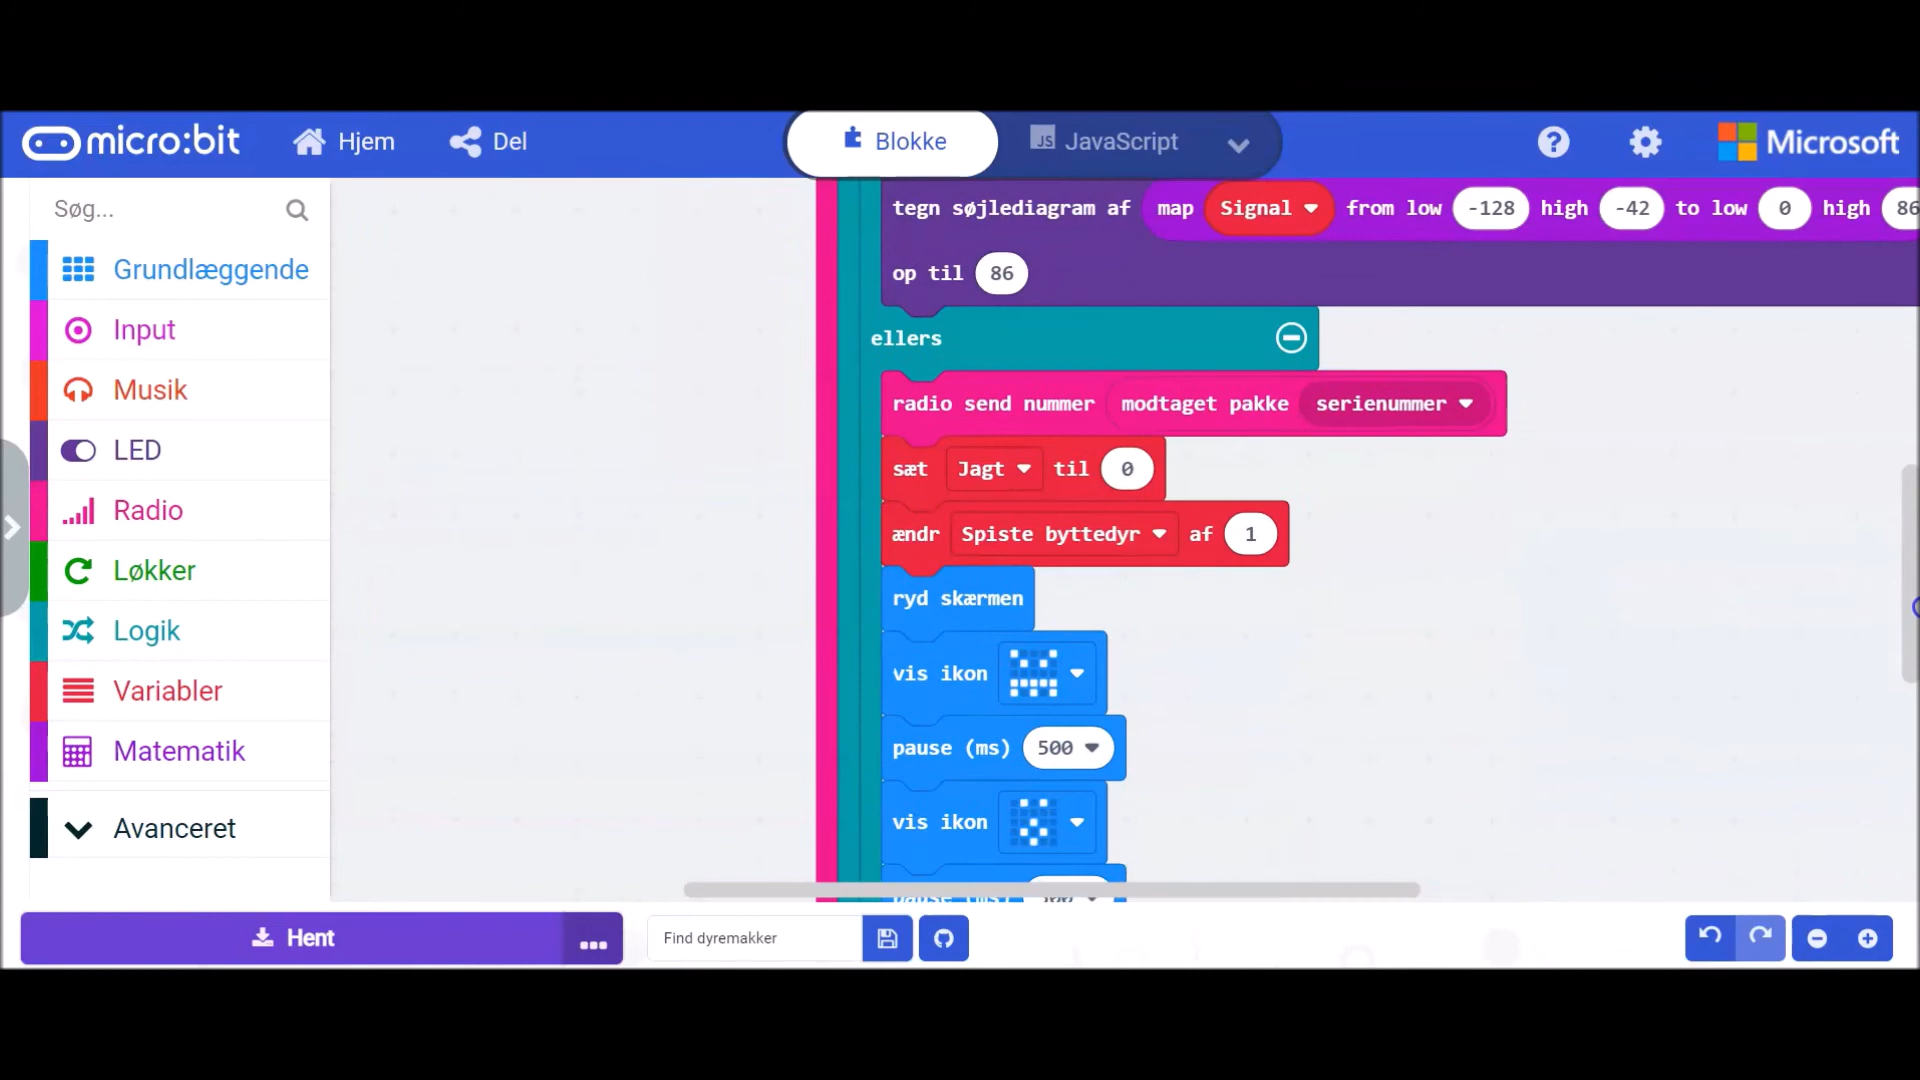 micro:bit
Hjem
Del
Blokke
JS JavaScript
Microsoft
Søg...
Grundlæggende
Input
Musik
LED
Radio
Løkker
Logik
Variabler
Matematik
Avanceret
tegn søjlediagram af map Signal from low -128 high -42 to low 0 high 86
op til 86
ellers
radio send nummer modtaget pakke serienummer
sæt Jagt til 0
ændr Spiste byttedyr af 1
ryd skærmen
vis ikon
pause (ms) 500
vis ikon
Hent
...
Find dyremakker